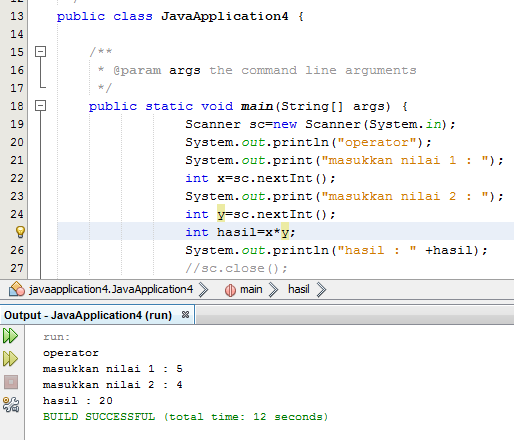 13 public class JavaApplication4 {
14
15 /**
16 * @param args the command line arguments
17 */
18 public static void main(String[] args) {
19 Scanner sc=new Scanner(System.in);
20 System.out.println("operator");
21 System.out.print("masukkan nilai 1 : ");
22 int x=sc.nextInt();
23 System.out.print("masukkan nilai 2 : ");
24 int y=sc.nextInt();
int hasil=x*y;
26 System.out.println("hasil : " +hasil);
27 //sc.close();
javaapplication4.JavaApplication4 main hasil
Output - JavaApplication4 (run)
run:
operator
masukkan nilai 1 : 5
masukkan nilai 2 : 4
hasil : 20
BUILD SUCCESSFUL (total time: 12 seconds)